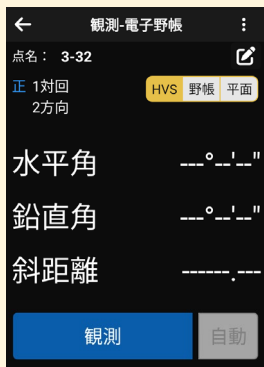 観測-電子野帳
点名： 3-32
正 1対回
2方向
HVS 野帳 平面
水平角 ---°--'--"
鉛直角 ---°--'--"
斜距離 ------.---
観測 自動